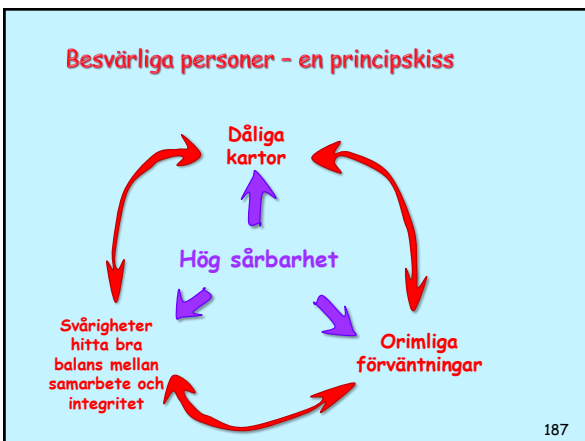 Besvärliga personer – en principskiss
Dåliga
kartor
Hög sårbarhet
Svårigheter
hitta bra
balans mellan
samarbete och
integritet
Orimliga
förväntningar
187